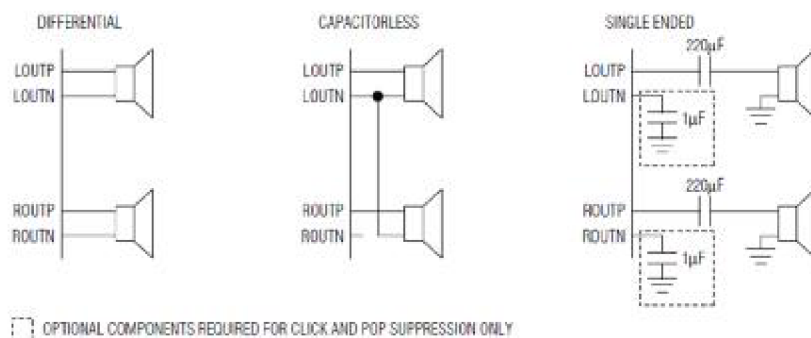 DIFFERENTIAL
LOUTP
LOUTN
ROUTP
ROUTN
CAPACITORLESS
LOUTP
LOUTN
ROUTP
ROUTN
SINGLE ENDED
220µF
LOUTP
LOUTN
1µF
220µF
ROUTP
ROUTN
1µF
OPTIONAL COMPONENTS REQUIRED FOR CLICK AND POP SUPPRESSION ONLY